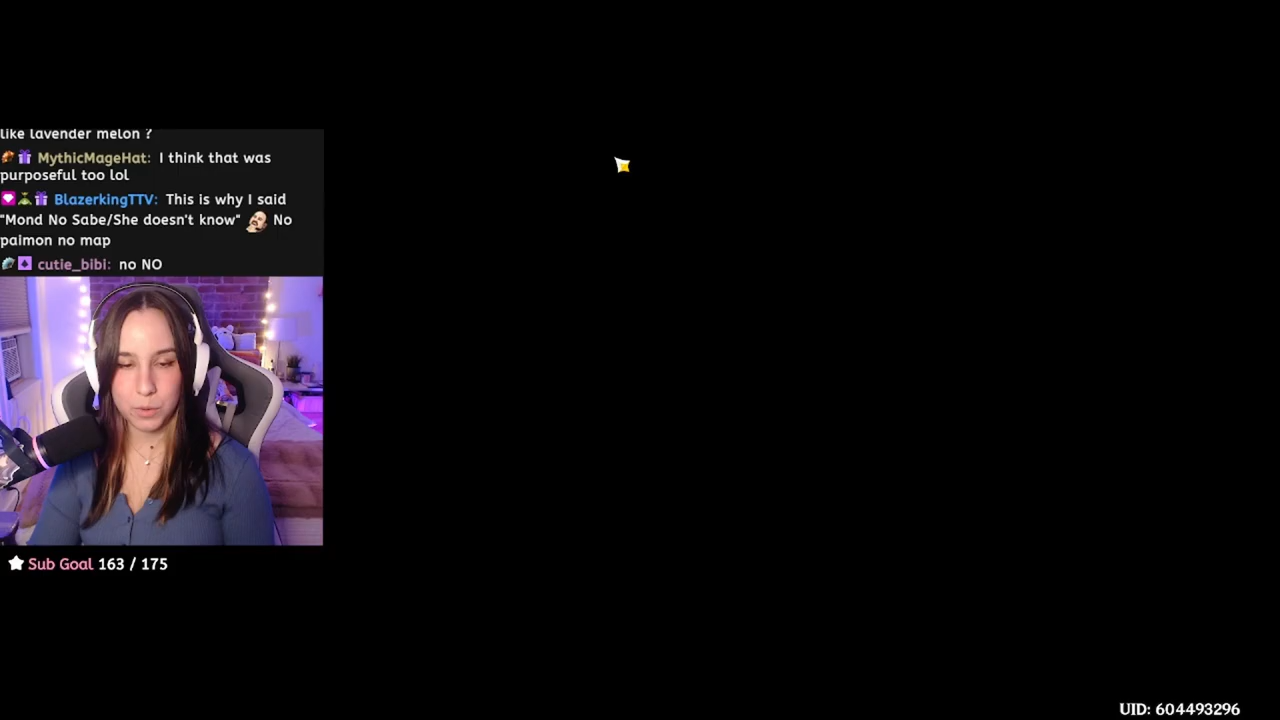 like lavender melon ?
MythicMageHat: I think that was
purposeful too lol
BlazerkingTTV: This is why I said
"Mond No Sabe/She doesn't know" No
paimon no map
cutie_bibi: no NO
Sub Goal 163 / 175
UID: 604493296